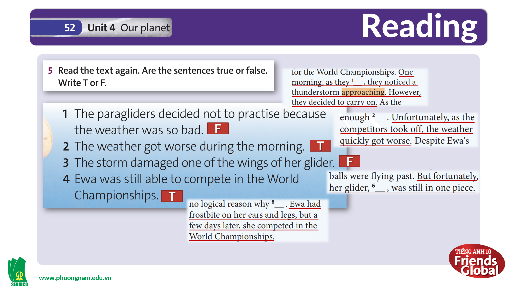 52 Unit 4 Our planet
Reading
5 Read the text again. Are the sentences true or false.
Write T or F.
for the World Championships. One
morning, as they 1__, they noticed a
thunderstorm approaching. However,
they decided to carry on. As the
1 The paragliders decided not to practise because
the weather was so bad. F
enough 2__. Unfortunately, as the
competitors took off, the weather
quickly got worse. Despite Ewa's
2 The weather got worse during the morning. T
3 The storm damaged one of the wings of her glider. F
balls were flying past. But fortunately,
her glider, 6__, was still in one piece.
4 Ewa was still able to compete in the World
Championships. T
no logical reason why 8__. Ewa had
frostbite on her ears and legs, but a
few days later, she competed in the
World Championships.
www.phuongnam.edu.vn
TIẾNG ANH 10
Friends
Global